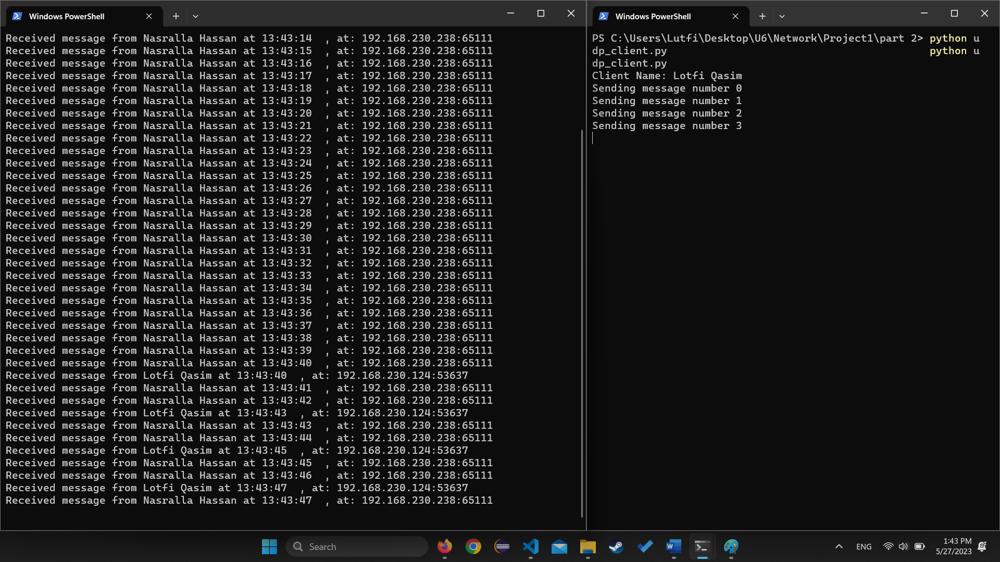 Windows PowerShell
Received message from Nasralla Hassan at 13:43:14  , at: 192.168.230.238:65111
Received message from Nasralla Hassan at 13:43:15  , at: 192.168.230.238:65111
Received message from Nasralla Hassan at 13:43:16  , at: 192.168.230.238:65111
Received message from Nasralla Hassan at 13:43:17  , at: 192.168.230.238:65111
Received message from Nasralla Hassan at 13:43:18  , at: 192.168.230.238:65111
Received message from Nasralla Hassan at 13:43:19  , at: 192.168.230.238:65111
Received message from Nasralla Hassan at 13:43:20  , at: 192.168.230.238:65111
Received message from Nasralla Hassan at 13:43:21  , at: 192.168.230.238:65111
Received message from Nasralla Hassan at 13:43:22  , at: 192.168.230.238:65111
Received message from Nasralla Hassan at 13:43:23  , at: 192.168.230.238:65111
Received message from Nasralla Hassan at 13:43:24  , at: 192.168.230.238:65111
Received message from Nasralla Hassan at 13:43:25  , at: 192.168.230.238:65111
Received message from Nasralla Hassan at 13:43:26  , at: 192.168.230.238:65111
Received message from Nasralla Hassan at 13:43:27  , at: 192.168.230.238:65111
Received message from Nasralla Hassan at 13:43:28  , at: 192.168.230.238:65111
Received message from Nasralla Hassan at 13:43:29  , at: 192.168.230.238:65111
Received message from Nasralla Hassan at 13:43:30  , at: 192.168.230.238:65111
Received message from Nasralla Hassan at 13:43:31  , at: 192.168.230.238:65111
Received message from Nasralla Hassan at 13:43:32  , at: 192.168.230.238:65111
Received message from Nasralla Hassan at 13:43:33  , at: 192.168.230.238:65111
Received message from Nasralla Hassan at 13:43:34  , at: 192.168.230.238:65111
Received message from Nasralla Hassan at 13:43:35  , at: 192.168.230.238:65111
Received message from Nasralla Hassan at 13:43:36  , at: 192.168.230.238:65111
Received message from Nasralla Hassan at 13:43:37  , at: 192.168.230.238:65111
Received message from Nasralla Hassan at 13:43:38  , at: 192.168.230.238:65111
Received message from Nasralla Hassan at 13:43:39  , at: 192.168.230.238:65111
Received message from Nasralla Hassan at 13:43:40  , at: 192.168.230.238:65111
Received message from Lotfi Qasim at 13:43:40  , at: 192.168.230.124:53637
Received message from Nasralla Hassan at 13:43:41  , at: 192.168.230.238:65111
Received message from Nasralla Hassan at 13:43:42  , at: 192.168.230.238:65111
Received message from Lotfi Qasim at 13:43:43  , at: 192.168.230.124:53637
Received message from Nasralla Hassan at 13:43:43  , at: 192.168.230.238:65111
Received message from Nasralla Hassan at 13:43:44  , at: 192.168.230.238:65111
Received message from Lotfi Qasim at 13:43:45  , at: 192.168.230.124:53637
Received message from Nasralla Hassan at 13:43:45  , at: 192.168.230.238:65111
Received message from Nasralla Hassan at 13:43:46  , at: 192.168.230.238:65111
Received message from Lotfi Qasim at 13:43:47  , at: 192.168.230.124:53637
Received message from Nasralla Hassan at 13:43:47  , at: 192.168.230.238:65111
Windows PowerShell
PS C:\Users\Lutfi\Desktop\U6\Network\Project1\part 2> python u
dp_client.py python u
dp_client.py
Client Name: Lotfi Qasim
Sending message number 0
Sending message number 1
Sending message number 2
Sending message number 3
Search
W
ENG
1:43 PM
5/27/2023